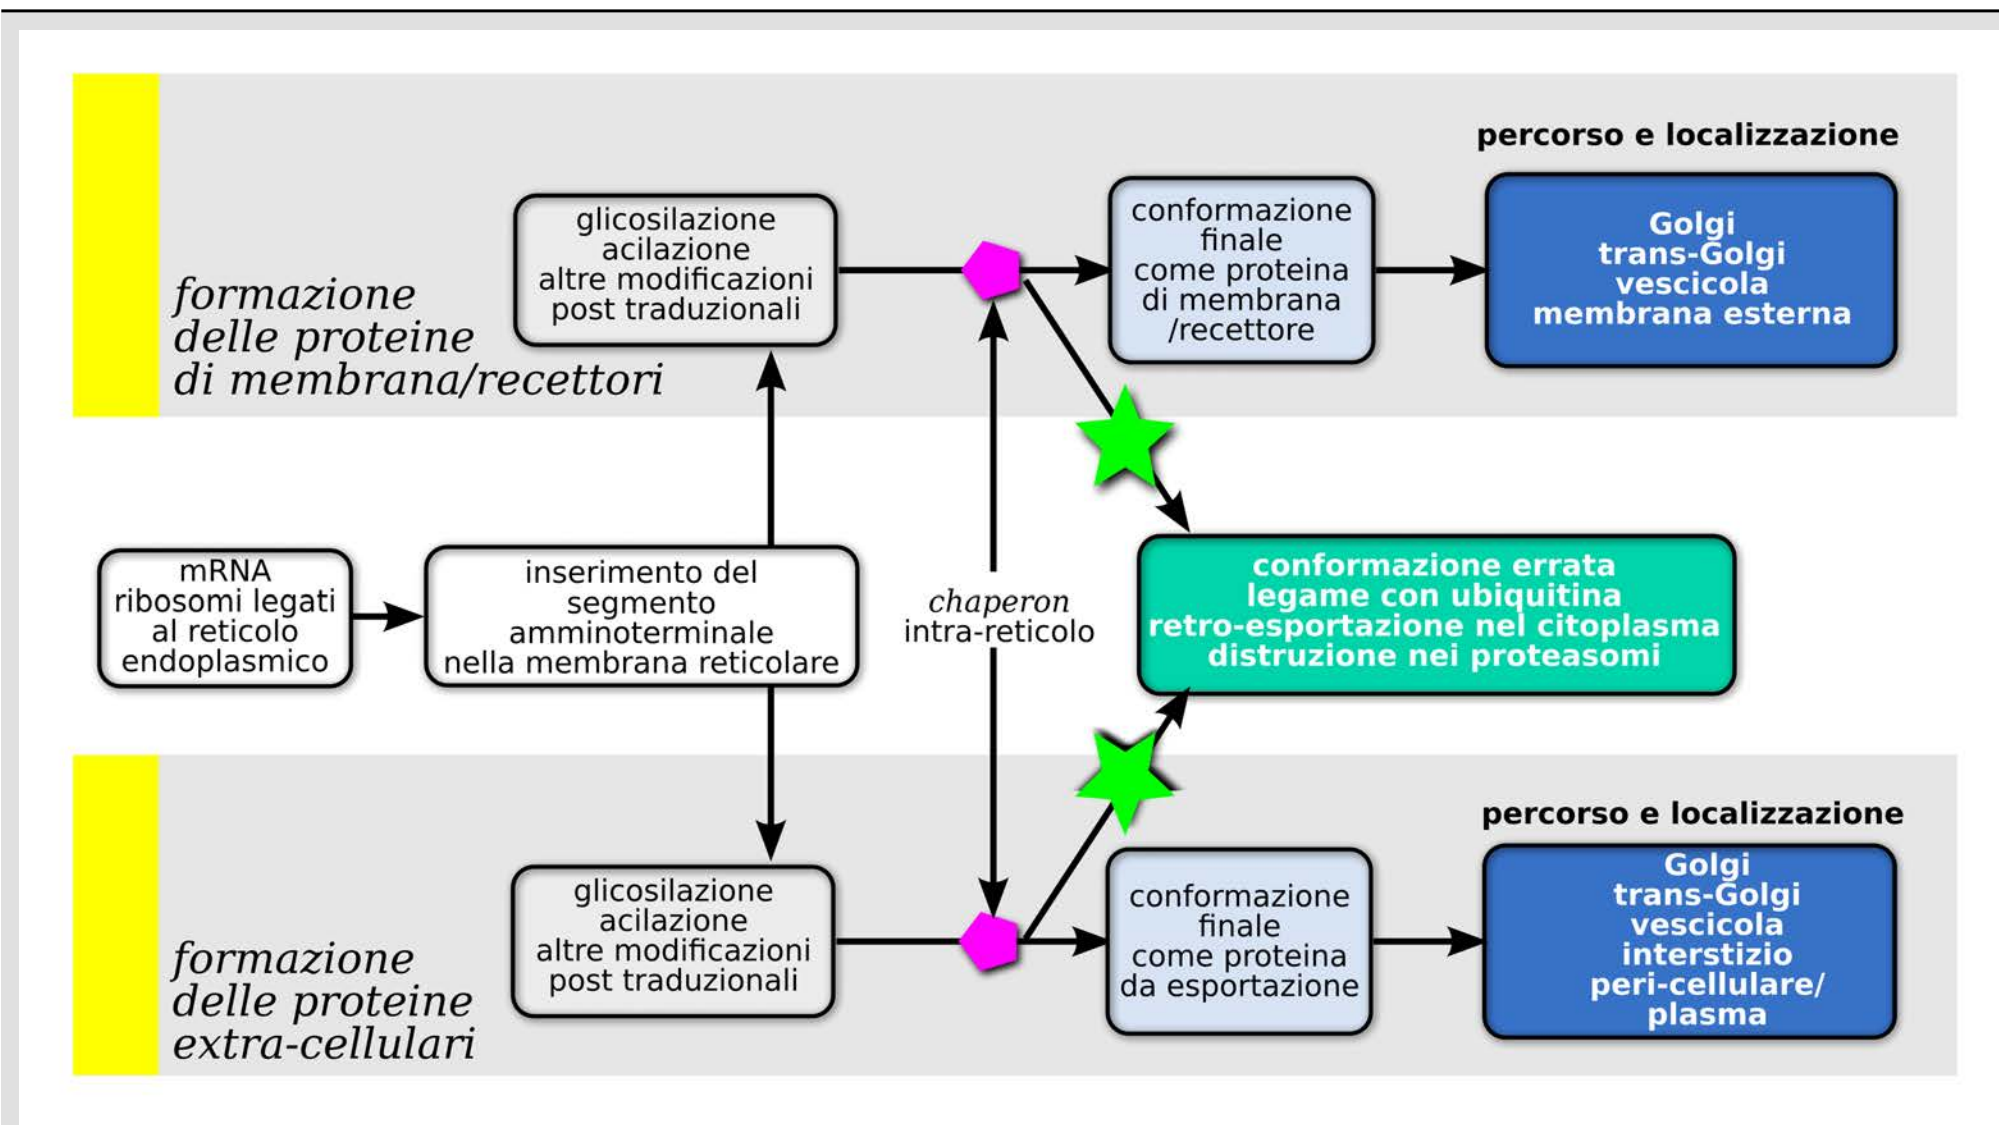 percorso e localizzazione
glicosilazione
acilazione
altre modificazioni
post traduzionali
conformazione
finale
come proteina
di membrana
/recettore
Golgi
trans-Golgi
vescicola
membrana esterna
formazione
delle proteine
di membrana/recettori
mRNA
ribosomi legati
al reticolo
endoplasmico
inserimento del
segmento
amminoterminale
nella membrana reticolare
chaperon
intra-reticolo
conformazione errata
legame con ubiquitina
retro-esportazione nel citoplasma
distruzione nei proteasomi
percorso e localizzazione
glicosilazione
acilazione
altre modificazioni
post traduzionali
conformazione
finale
come proteina
da esportazione
Golgi
trans-Golgi
vescicola
interstizio
peri-cellulare/
plasma
formazione
delle proteine
extra-cellulari